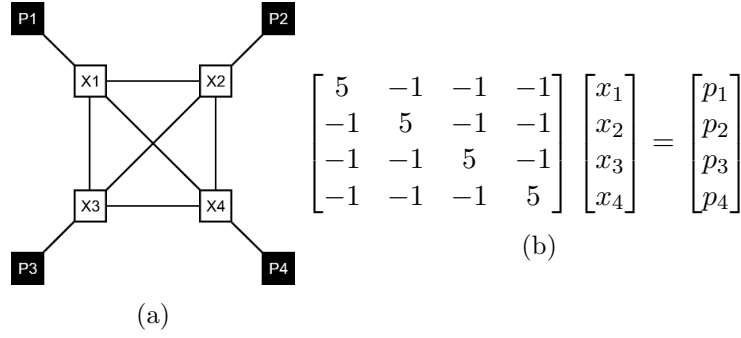 P1 P2
X1 X2
X3 X4
P3 P4
(a)
5 −1 −1 −1 x₁ p₁
−1 5 −1 −1 x₂ = p₂
−1 −1 5 −1 x₃ p₃
−1 −1 −1 5 x₄ p₄
(b)